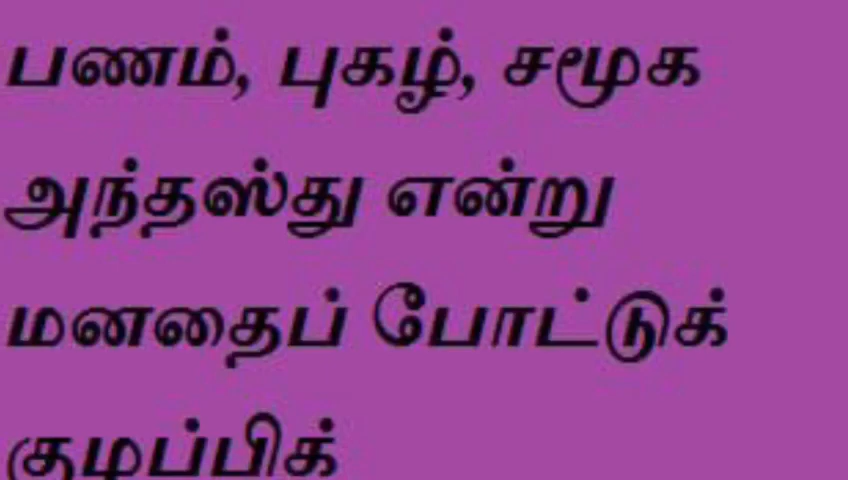 பணம், புகழ், சமூக
அந்தஸ்து என்று
மனதைப் போட்டுக்
குழப்பிக்